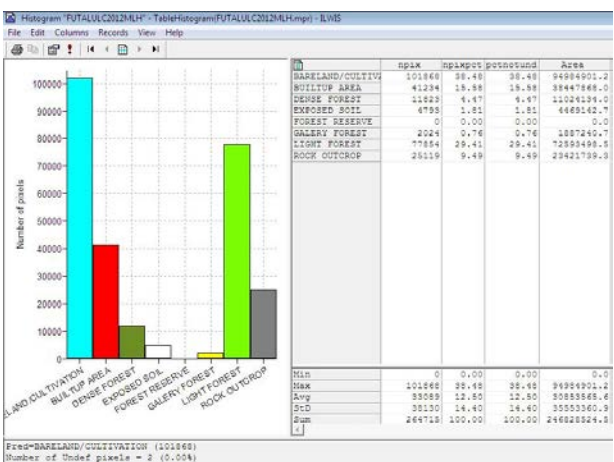 Histogram "FUTALULC2012MLH" - TableHistogram(FUTALULC2012MLH.mpr) - ILWIS
File Edit Columns Records View Help
npix npixpct pctnotund Area
BARELAND/CULTIVA 101868 38.48 38.48 94984901.2
BUILTUP AREA 41234 15.58 15.58 38447868.0
DENSE FOREST 11823 4.47 4.47 11024134.0
EXPOSED SOIL 4793 1.81 1.81 4469162.7
FOREST RESERVE 0 0.00 0.00 0.0
GALERY FOREST 2024 0.76 0.76 1887240.7
LIGHT FOREST 77854 29.41 29.41 72593498.5
ROCK OUTCROP 25119 9.49 9.49 23421739.3
Min 0 0.00 0.00 0.0
Max 101868 38.48 38.48 94984901.2
Avg 33089 12.50 12.50 30853565.6
StD 38130 14.40 14.40 35553360.9
Sum 264715 100.00 100.00 246828524.5
Number of pixels
100000
90000
80000
70000
60000
50000
40000
30000
20000
10000
0
ELAND/CULTIVATION
BUILTUP AREA
DENSE FOREST
EXPOSED SOIL
FOREST RESERVE
GALERY FOREST
LIGHT FOREST
ROCK OUTCROP
Pred=BARELAND/CULTIVATION (101868)
Number of Undef pixels = 2 (0.00%)